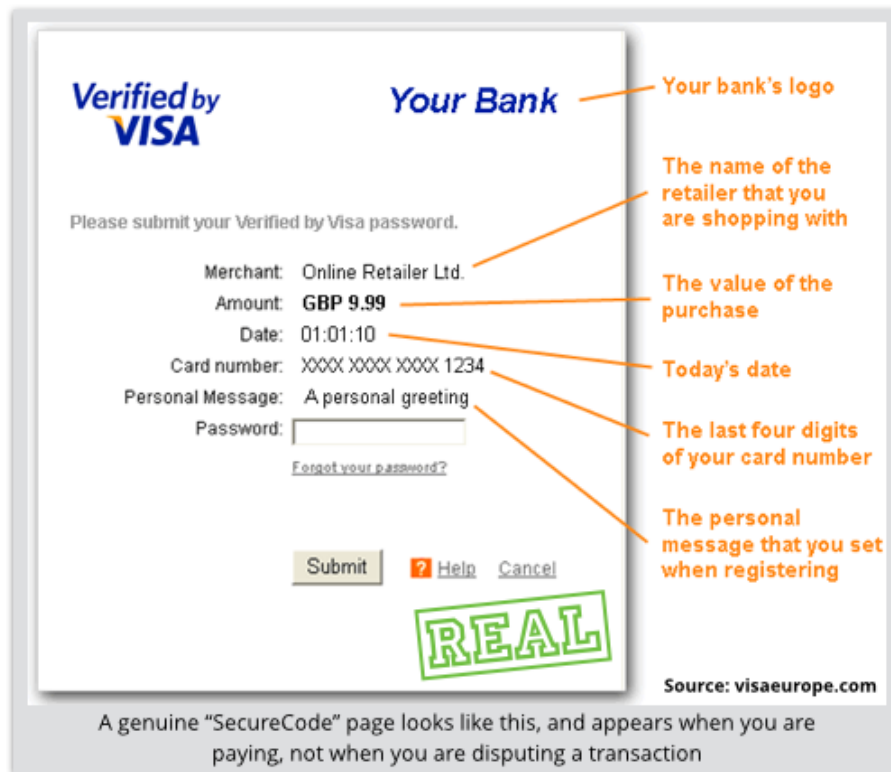 Verified by
VISA
Your Bank
Your bank's logo
The name of the
retailer that you
are shopping with
Please submit your Verified by Visa password.
Merchant: Online Retailer Ltd.
Amount: GBP 9.99
The value of the
purchase
Date: 01:01:10
Today's date
Card number: XXXX XXXX XXXX 1234
The last four digits
of your card number
Personal Message: A personal greeting
The personal
message that you set
when registering
Password:
Forgot your password?
Submit
? Help
Cancel
REAL
Source: visaeurope.com
A genuine “SecureCode” page looks like this, and appears when you are
paying, not when you are disputing a transaction